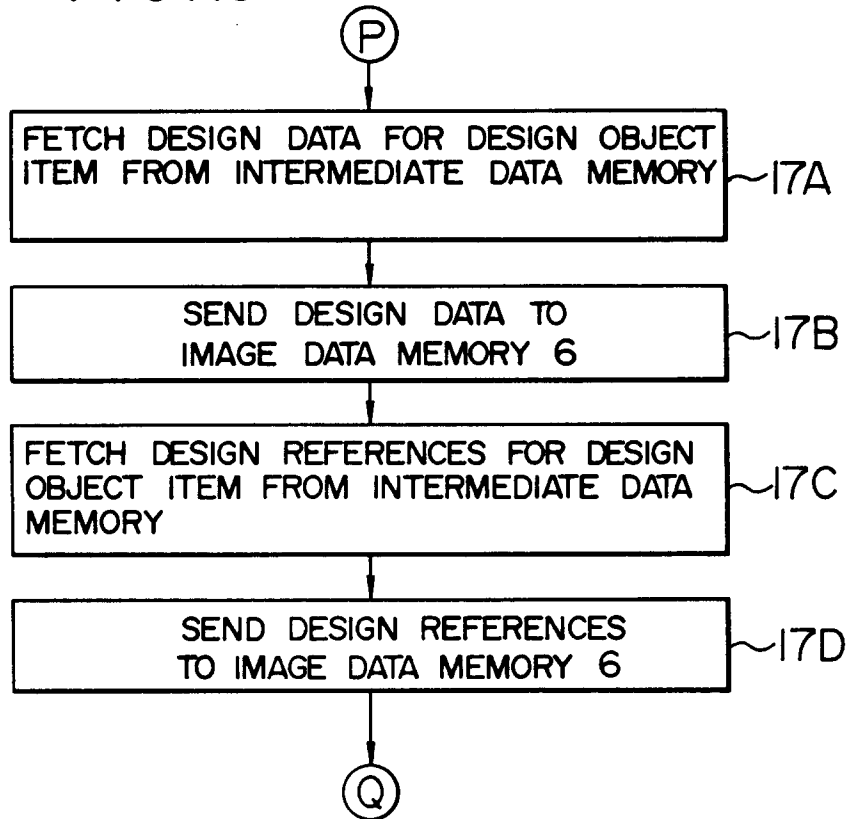 P
FETCH DESIGN DATA FOR DESIGN OBJECT
ITEM FROM INTERMEDIATE DATA MEMORY
17A
SEND DESIGN DATA TO
IMAGE DATA MEMORY 6
17B
FETCH DESIGN REFERENCES FOR DESIGN
OBJECT ITEM FROM INTERMEDIATE DATA
MEMORY
17C
SEND DESIGN REFERENCES
TO IMAGE DATA MEMORY 6
17D
Q